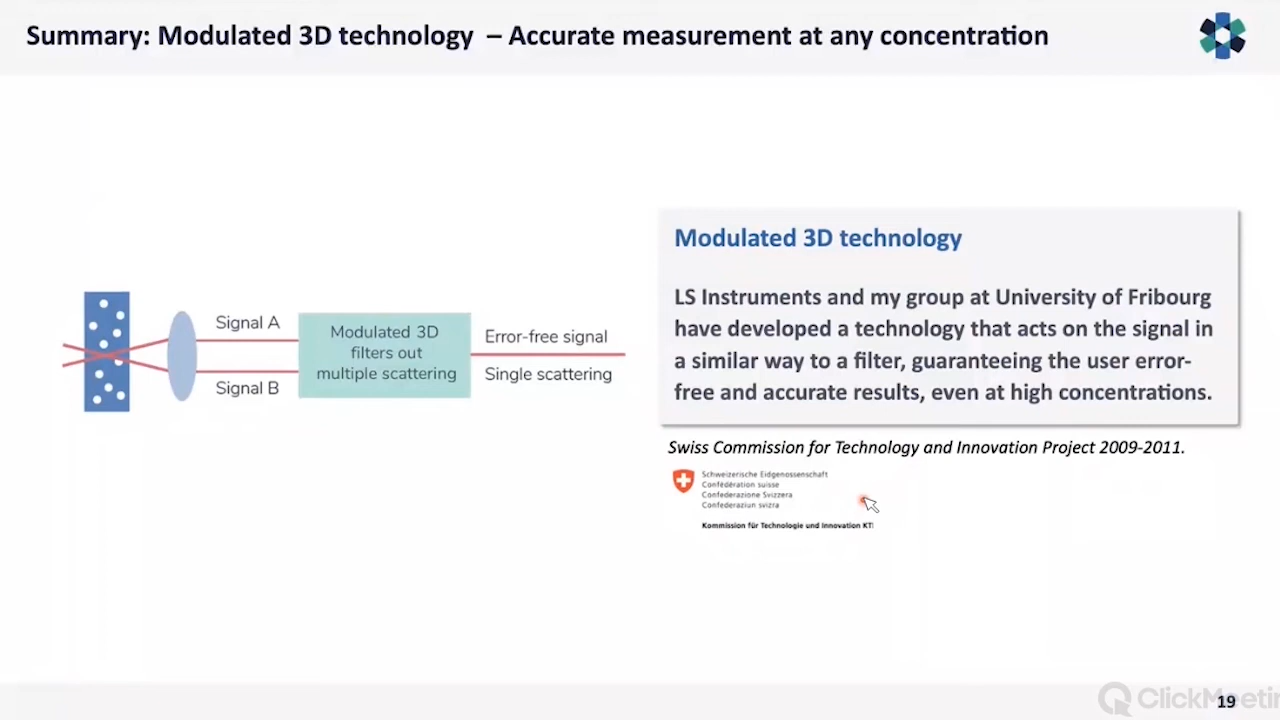 Summary: Modulated 3D technology – Accurate measurement at any concentration
Signal A
Signal B
Modulated 3D
filters out
multiple scattering
Error-free signal
Single scattering
Modulated 3D technology
LS Instruments and my group at University of Fribourg
have developed a technology that acts on the signal in
a similar way to a filter, guaranteeing the user error-
free and accurate results, even at high concentrations.
Swiss Commission for Technology and Innovation Project 2009-2011.
Schweizerische Eidgenossenschaft
Confédération suisse
Confederazione Svizzera
Confederaziun svizra
Kommission für Technologie und Innovation KTI
ClickMeetin
19